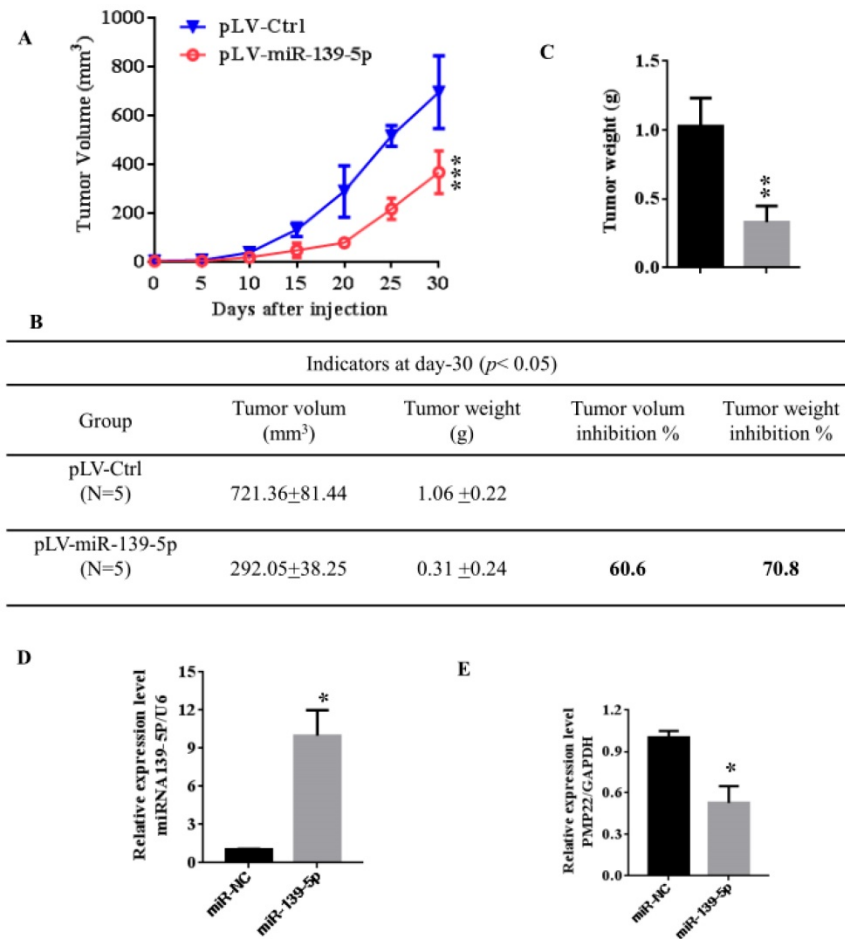 A
pLV-Ctrl
pLV-miR-139-5p
Tumor Volume (mm³)
1000
800
600
400
200
0
0 5 10 15 20 25 30
Days after injection
***
C
Tumor weight (g)
1.5
1.0
0.5
0.0
**
B
Indicators at day-30 (p< 0.05)
Group
Tumor volum
(mm³)
Tumor weight
(g)
Tumor volum
inhibition %
Tumor weight
inhibition %
pLV-Ctrl
(N=5)
721.36±81.44
1.06 ±0.22
pLV-miR-139-5p
(N=5)
292.05±38.25
0.31 ±0.24
60.6
70.8
D
Relative expression level
miRNA139-5P/U6
15
12
9
6
3
0
*
miR-NC
miR-139-5p
E
Relative expression level
PMP22/GAPDH
1.2
0.9
0.6
0.3
0.0
*
miR-NC
miR-139-5p